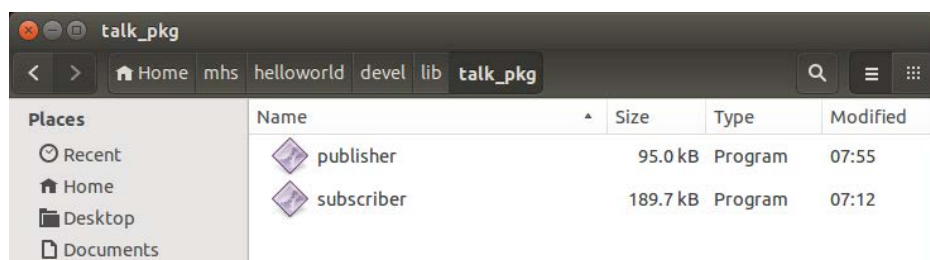 talk_pkg
Home mhs helloworld devel lib talk_pkg
Places Name Size Type Modified
Recent publisher 95.0 kB Program 07:55
Home subscriber 189.7 kB Program 07:12
Desktop
Documents